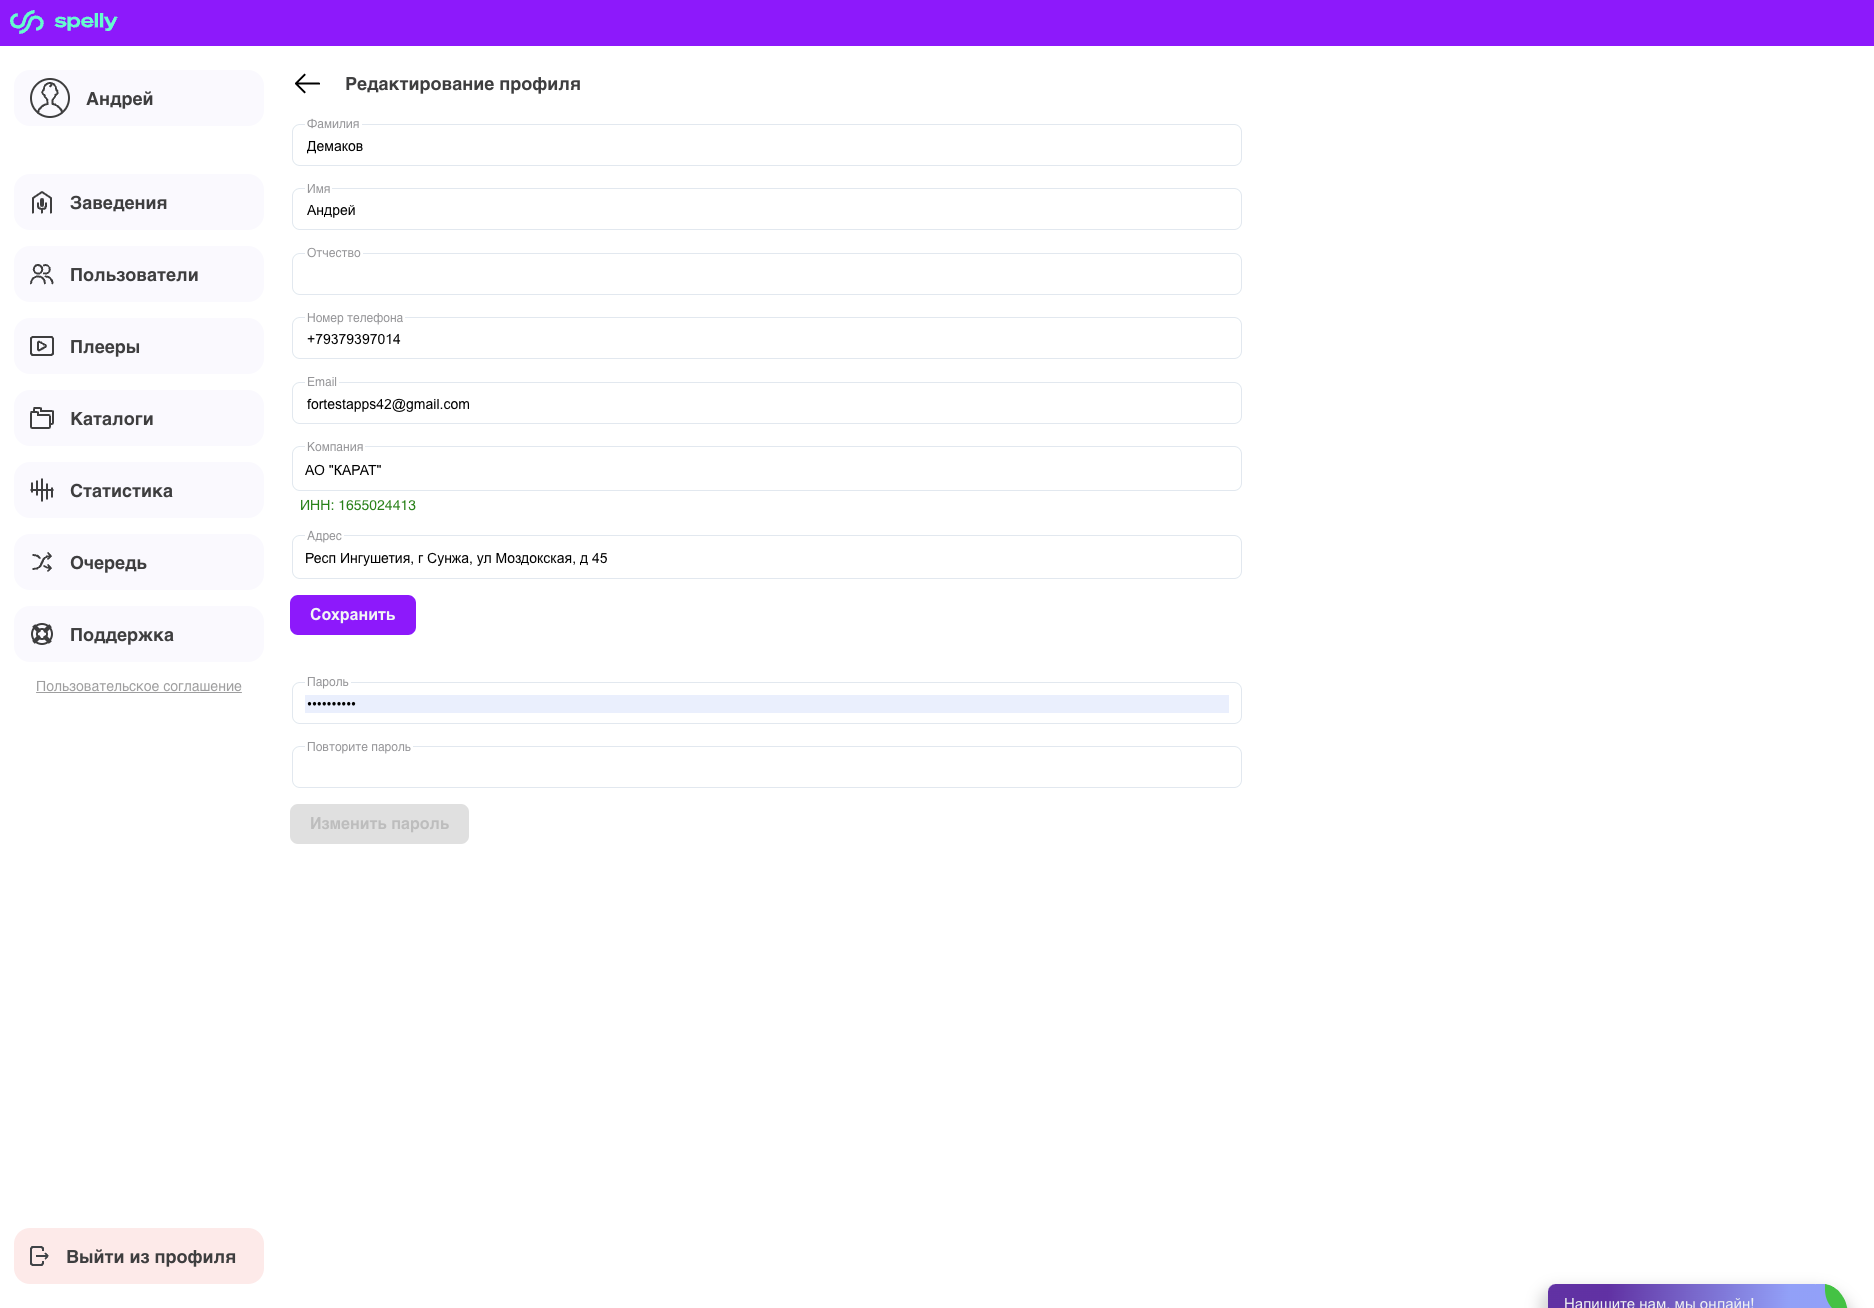 spelly
Андрей
Заведения
Пользователи
Плееры
Каталоги
Статистика
Очередь
Поддержка
Пользовательское соглашение
Выйти из профиля
Редактирование профиля
Фамилия
Демаков
Имя
Андрей
Отчество
Номер телефона
+79379397014
Email
fortestapps42@gmail.com
Компания
АО "КАРАТ"
ИНН: 1655024413
Адрес
Респ Ингушетия, г Сунжа, ул Моздокская, д 45
Сохранить
Пароль
••••••••••
Повторите пароль
Изменить пароль
Напишите нам, мы онлайн!